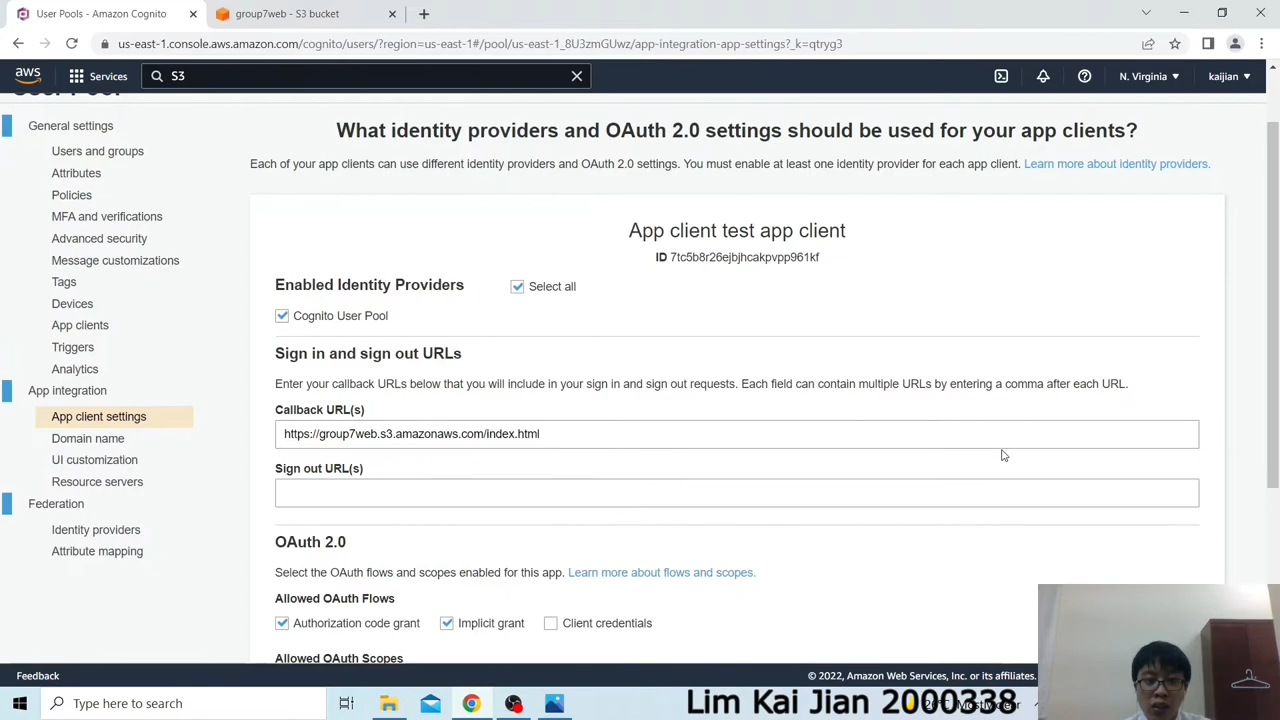 User Pools - Amazon Cognito
group7web - S3 bucket
us-east-1.console.aws.amazon.com/cognito/users/?region=us-east-1#/pool/us-east-1_8U3zmGUwz/app-integration-app-settings?_k=qtryg3
aws
Services
S3
N. Virginia
kaijian
User Pool
General settings
Users and groups
Attributes
Policies
MFA and verifications
Advanced security
Message customizations
Tags
Devices
App clients
Triggers
Analytics
App integration
App client settings
Domain name
UI customization
Resource servers
Federation
Identity providers
Attribute mapping
What identity providers and OAuth 2.0 settings should be used for your app clients?
Each of your app clients can use different identity providers and OAuth 2.0 settings. You must enable at least one identity provider for each app client. Learn more about identity providers.
App client test app client
ID 7tc5b8r26ejbjhcakpvpp961kf
Enabled Identity Providers
Select all
Cognito User Pool
Sign in and sign out URLs
Enter your callback URLs below that you will include in your sign in and sign out requests. Each field can contain multiple URLs by entering a comma after each URL.
Callback URL(s)
https://group7web.s3.amazonaws.com/index.html
Sign out URL(s)
OAuth 2.0
Select the OAuth flows and scopes enabled for this app. Learn more about flows and scopes.
Allowed OAuth Flows
Authorization code grant
Implicit grant
Client credentials
Allowed OAuth Scopes
Feedback
© 2022, Amazon Web Services, Inc. or its affiliates.
Type here to search
Lim Kai Jian 2000338